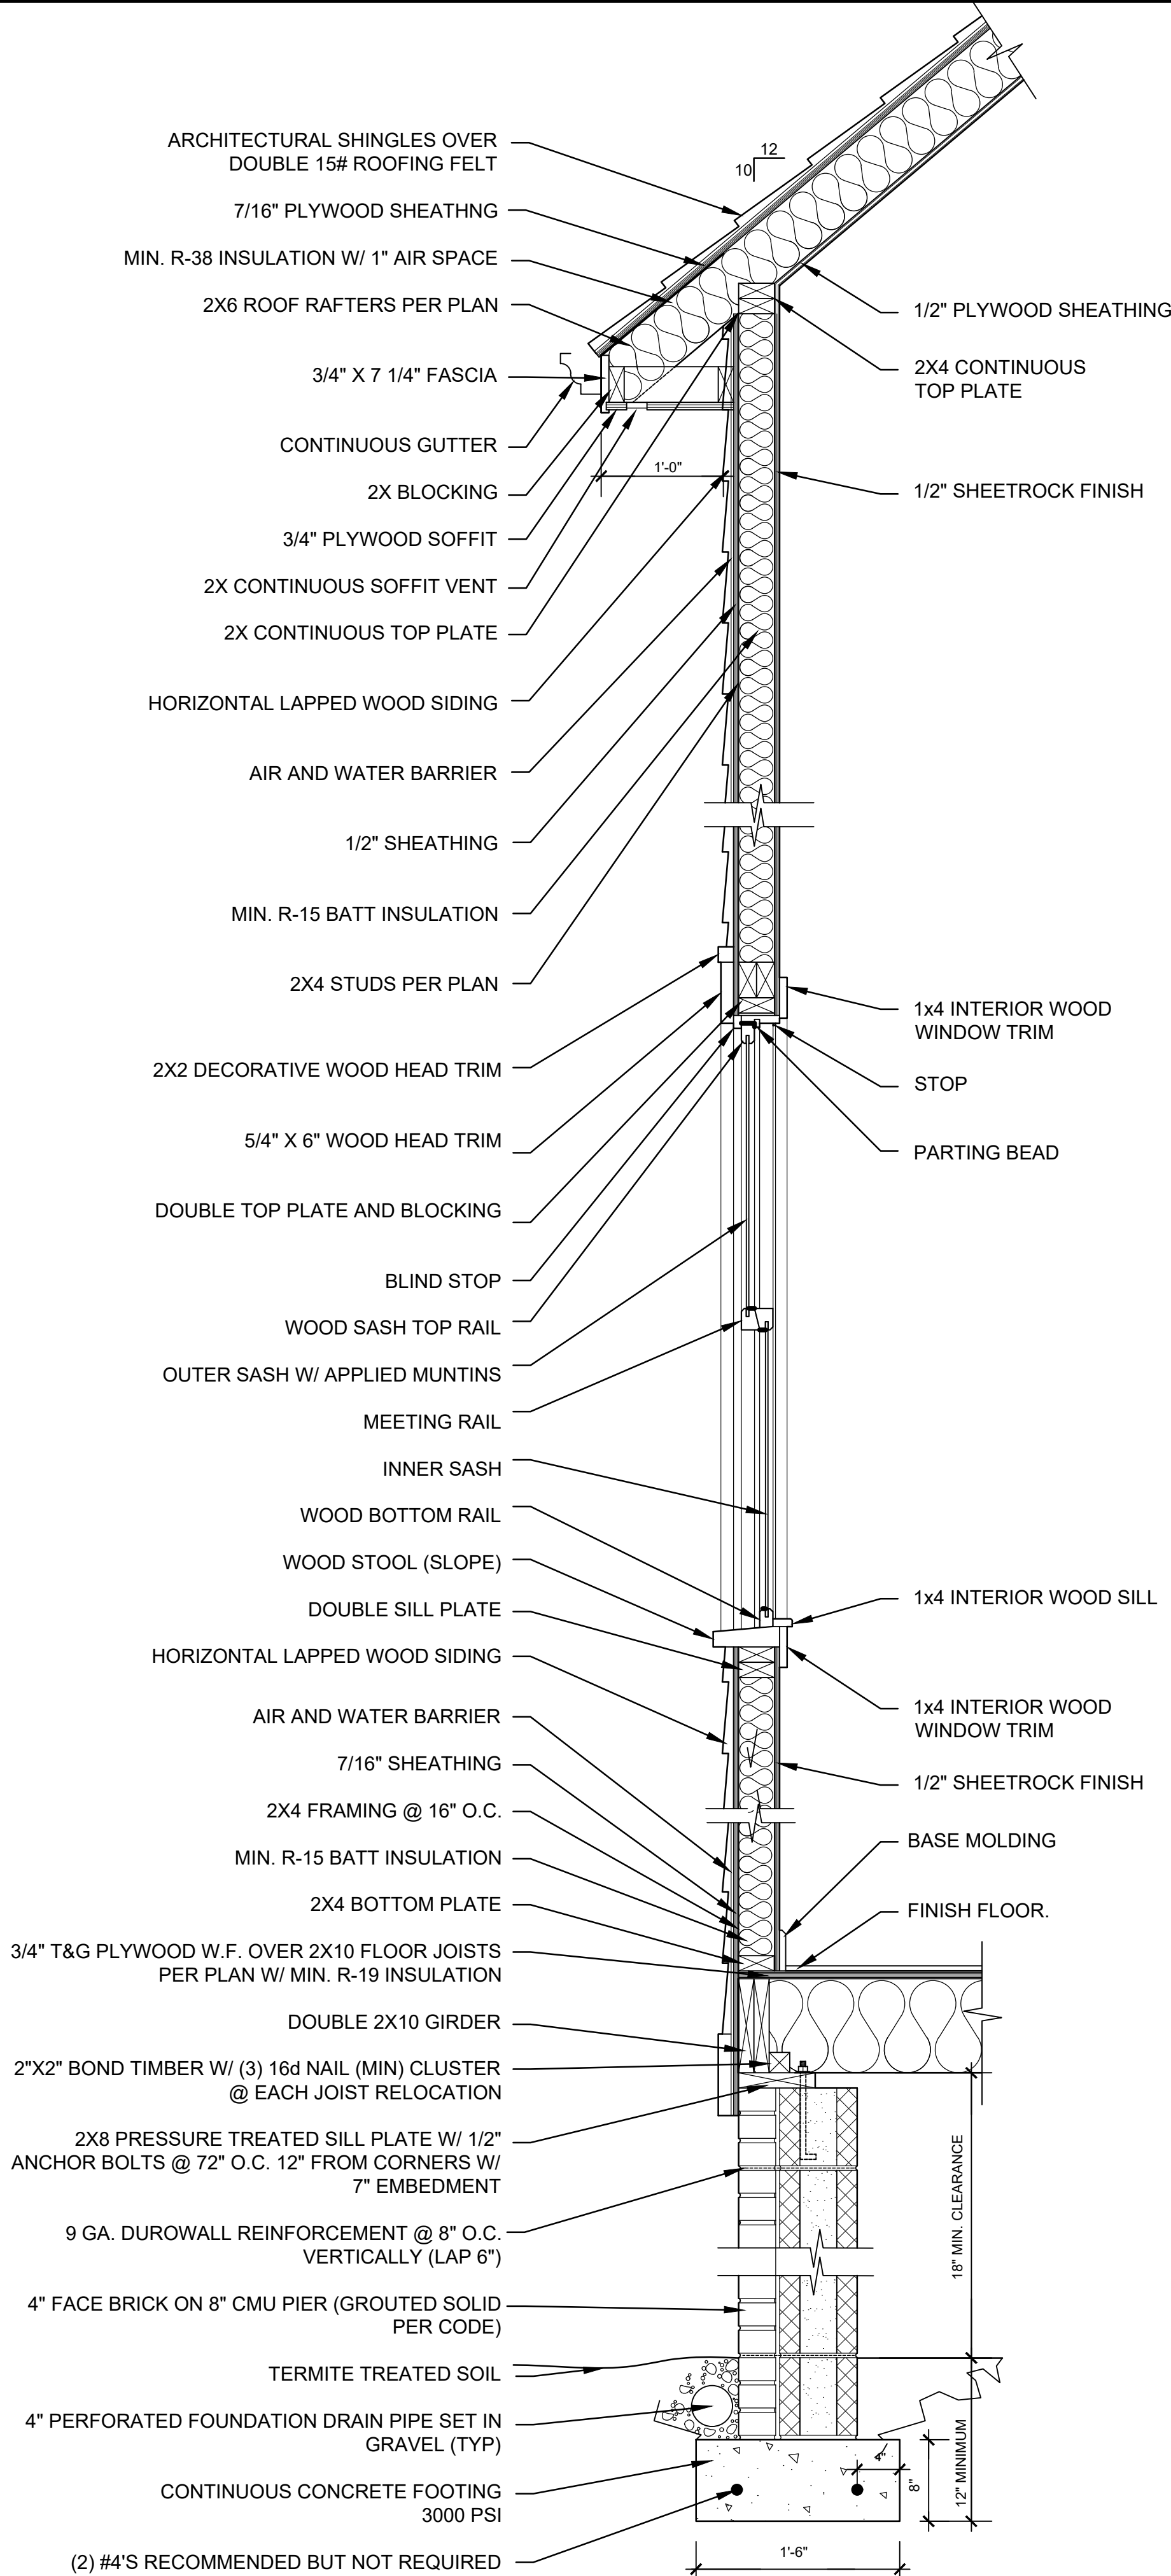 ARCHITECTURAL SHINGLES OVER
DOUBLE 15# ROOFING FELT
12
10
7/16" PLYWOOD SHEATHNG
MIN. R-38 INSULATION W/ 1" AIR SPACE
2X6 ROOF RAFTERS PER PLAN
1/2" PLYWOOD SHEATHING
3/4" X 7 1/4" FASCIA
2X4 CONTINUOUS
TOP PLATE
CONTINUOUS GUTTER
1'-0"
2X BLOCKING
1/2" SHEETROCK FINISH
3/4" PLYWOOD SOFFIT
2X CONTINUOUS SOFFIT VENT
2X CONTINUOUS TOP PLATE
HORIZONTAL LAPPED WOOD SIDING
AIR AND WATER BARRIER
1/2" SHEATHING
MIN. R-15 BATT INSULATION
2X4 STUDS PER PLAN
1x4 INTERIOR WOOD
WINDOW TRIM
2X2 DECORATIVE WOOD HEAD TRIM
STOP
5/4" X 6" WOOD HEAD TRIM
PARTING BEAD
DOUBLE TOP PLATE AND BLOCKING
BLIND STOP
WOOD SASH TOP RAIL
OUTER SASH W/ APPLIED MUNTINS
MEETING RAIL
INNER SASH
WOOD BOTTOM RAIL
WOOD STOOL (SLOPE)
1x4 INTERIOR WOOD SILL
DOUBLE SILL PLATE
HORIZONTAL LAPPED WOOD SIDING
1x4 INTERIOR WOOD
WINDOW TRIM
AIR AND WATER BARRIER
7/16" SHEATHING
1/2" SHEETROCK FINISH
2X4 FRAMING @ 16" O.C.
BASE MOLDING
MIN. R-15 BATT INSULATION
2X4 BOTTOM PLATE
FINISH FLOOR.
3/4" T&G PLYWOOD W.F. OVER 2X10 FLOOR JOISTS
PER PLAN W/ MIN. R-19 INSULATION
DOUBLE 2X10 GIRDER
2"X2" BOND TIMBER W/ (3) 16d NAIL (MIN) CLUSTER
@ EACH JOIST RELOCATION
2X8 PRESSURE TREATED SILL PLATE W/ 1/2"
ANCHOR BOLTS @ 72" O.C. 12" FROM CORNERS W/
7" EMBEDMENT
18" MIN. CLEARANCE
9 GA. DUROWALL REINFORCEMENT @ 8" O.C.
VERTICALLY (LAP 6")
4" FACE BRICK ON 8" CMU PIER (GROUTED SOLID
PER CODE)
TERMITE TREATED SOIL
4" PERFORATED FOUNDATION DRAIN PIPE SET IN
GRAVEL (TYP)
4"
8"
12" MINIMUM
CONTINUOUS CONCRETE FOOTING
3000 PSI
1'-6"
(2) #4'S RECOMMENDED BUT NOT REQUIRED